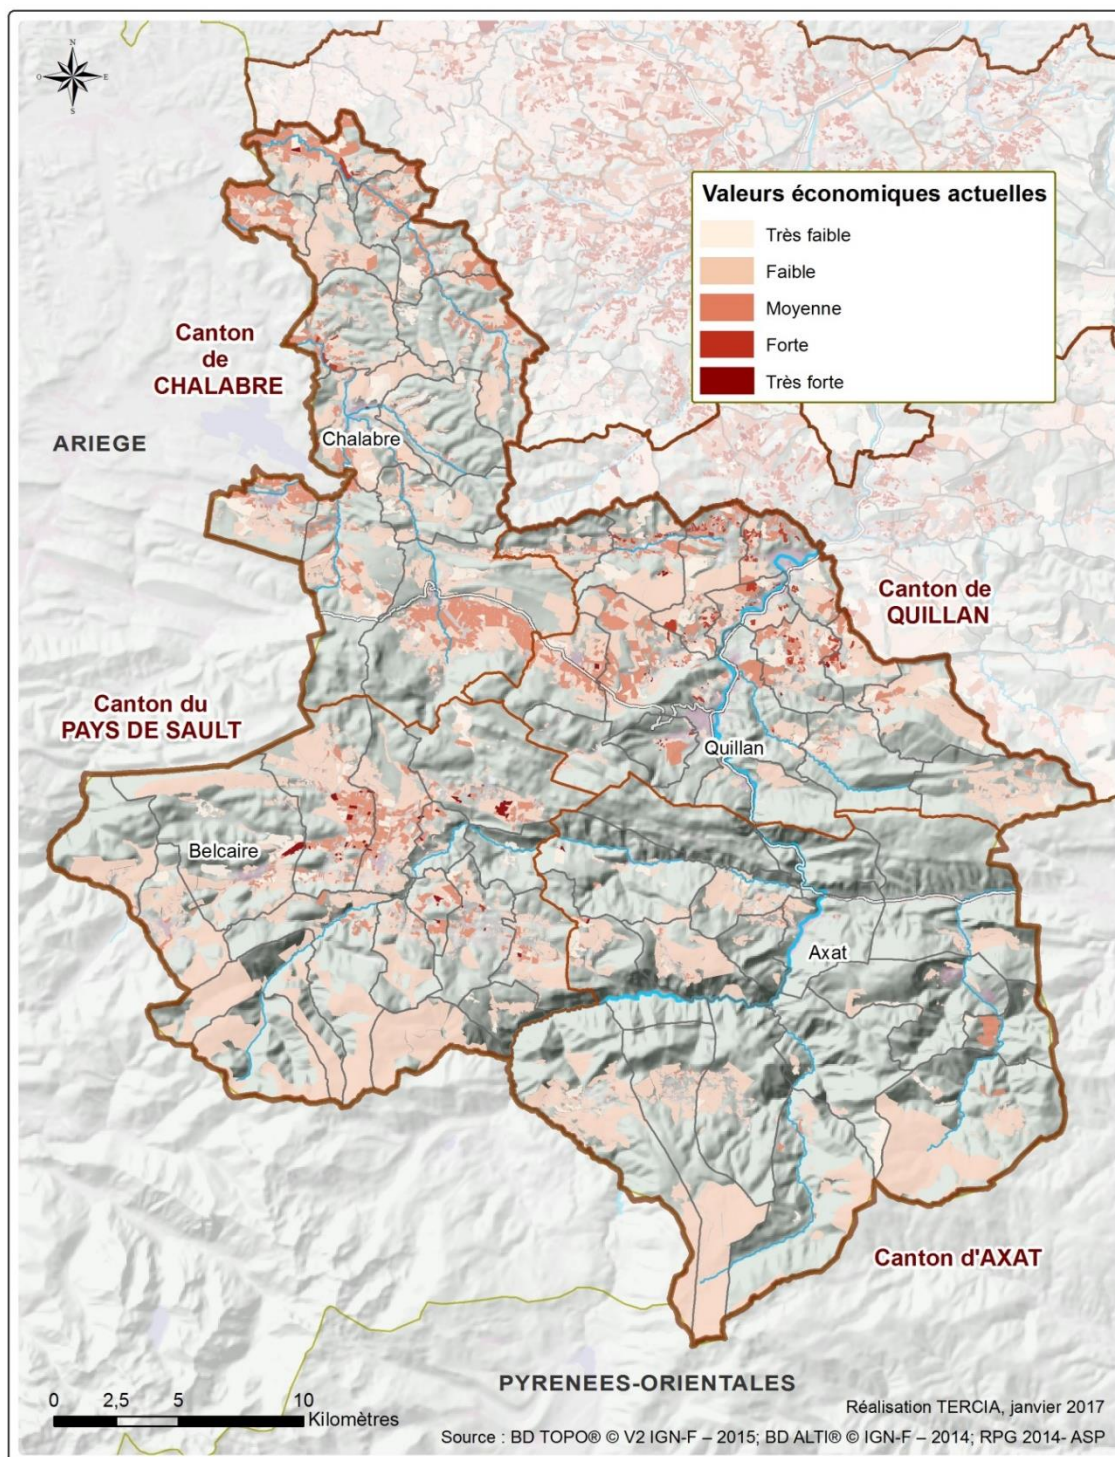 N
O
E
S
Valeurs économiques actuelles
Très faible
Faible
Moyenne
Forte
Très forte
Canton
de
CHALABRE
ARIEGE
Chalabre
Canton de
QUILLAN
Canton du
PAYS DE SAULT
Quillan
Belcaire
Axat
Canton d'AXAT
PYRENEES-ORIENTALES
0 2,5 5 10
Kilomètres
Réalisation TERCIA, janvier 2017
Source : BD TOPO® © V2 IGN-F – 2015; BD ALTI® © IGN-F – 2014; RPG 2014- ASP